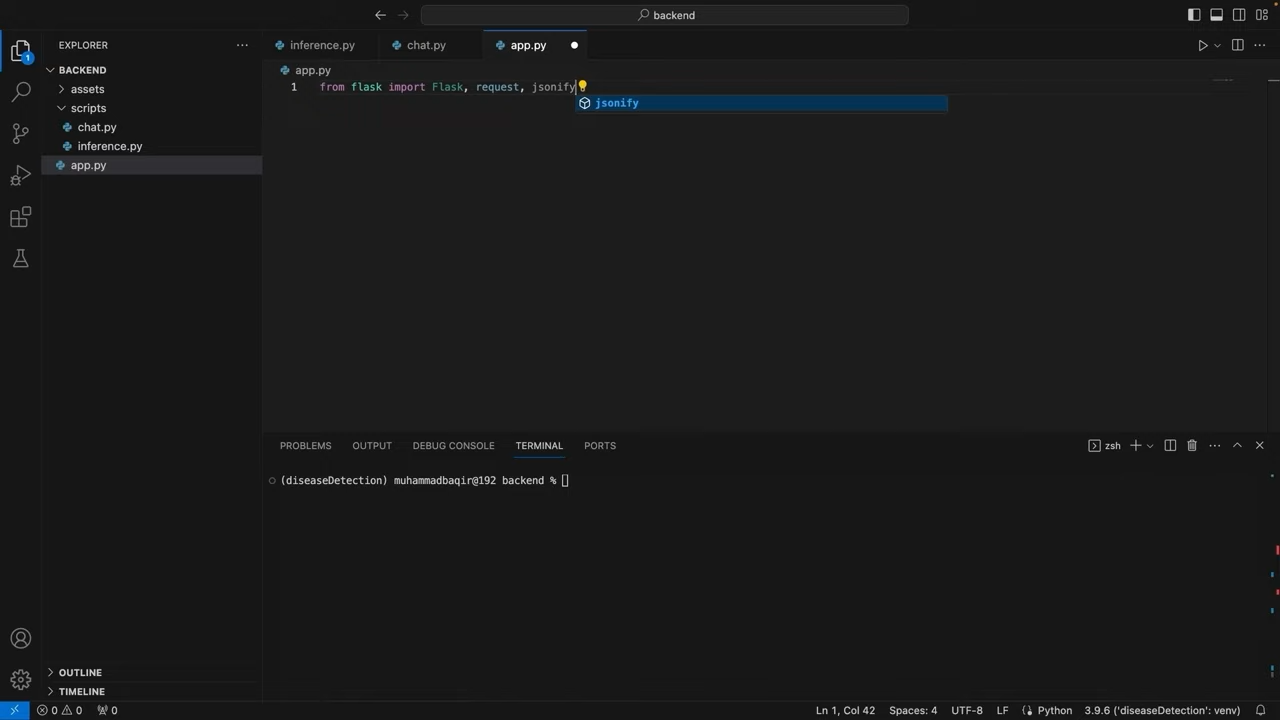 backend
EXPLORER
BACKEND
assets
scripts
chat.py
inference.py
app.py
OUTLINE
TIMELINE
1
inference.py
chat.py
app.py
app.py
1 from flask import Flask, request, jsonify
jsonify
PROBLEMS OUTPUT DEBUG CONSOLE TERMINAL PORTS
zsh
(diseaseDetection) muhammadbaqir@192 backend %
0 0 0 Ln 1, Col 42 Spaces: 4 UTF-8 LF Python 3.9.6 ('diseaseDetection': venv)